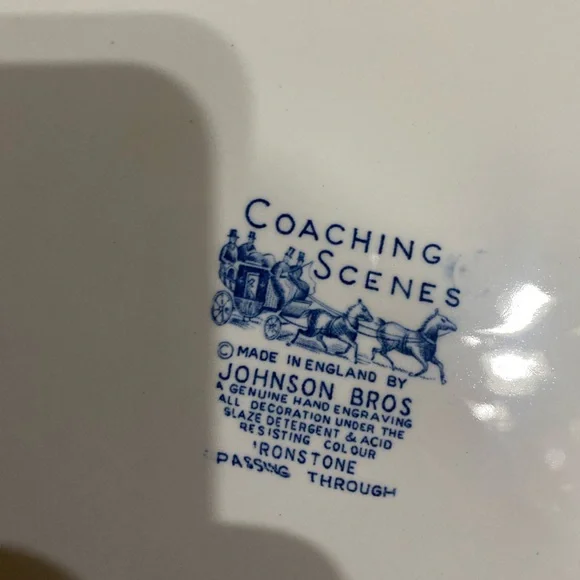 COACHING
SCENES
© MADE IN ENGLAND BY
JOHNSON BROS
A GENUINE HAND ENGRAVING
ALL DECORATION UNDER THE
GLAZE DETERGENT & ACID
RESISTING COLOUR
'RONSTONE
PASSING THROUGH